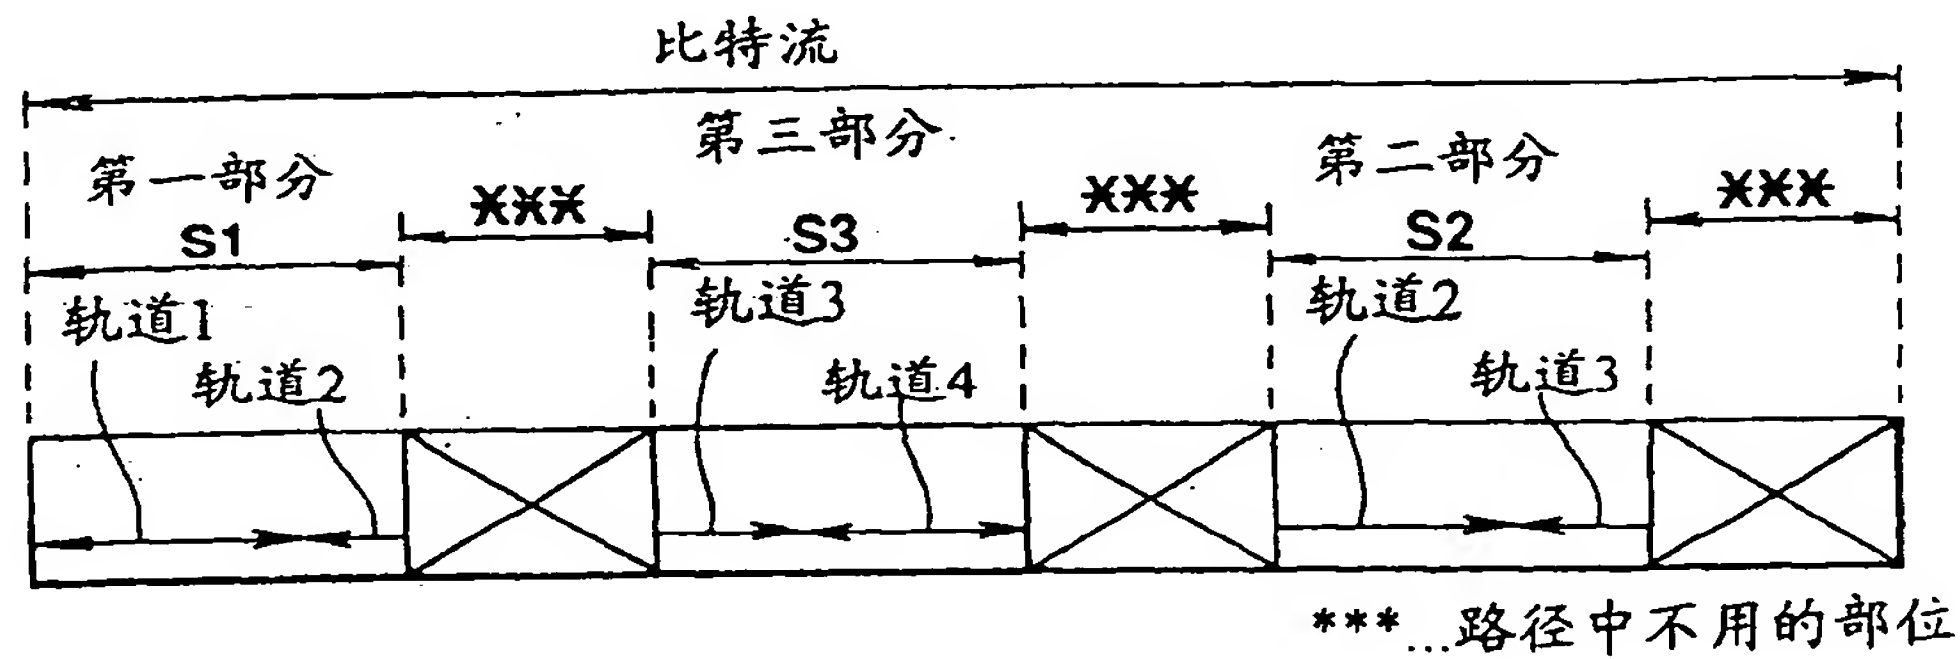 比特流
第三部分
第一部分
第二部分
***
***
***
S1
S3
S2
轨道1
轨道3
轨道2
轨道2
轨道4
轨道3
***...路径中不用的部位